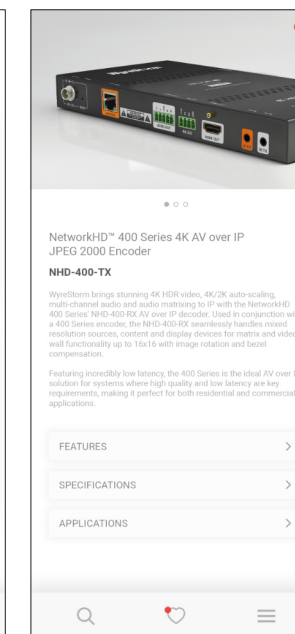 WyreStorm
HDMI OUT
NetworkHD™ 400 Series 4K AV over IP
JPEG 2000 Encoder
NHD-400-TX
WyreStorm brings stunning 4K HDR video, 4K/2K auto-scaling,
multi-channel audio and audio matrixing to IP with the NetworkHD
400 Series' NHD-400-RX AV over IP decoder. Used in conjunction wi
a 400 Series encoder, the NHD-400-RX seamlessly handles mixed
resolution sources, content and display devices for matrix and video
wall functionality up to 16x16 with image rotation and bezel
compensation.
Featuring incredibly low latency, the 400 Series is the ideal AV over I
solution for systems where high quality and low latency are key
requirements, making it perfect for both residential and commercial
applications.
FEATURES
SPECIFICATIONS
APPLICATIONS